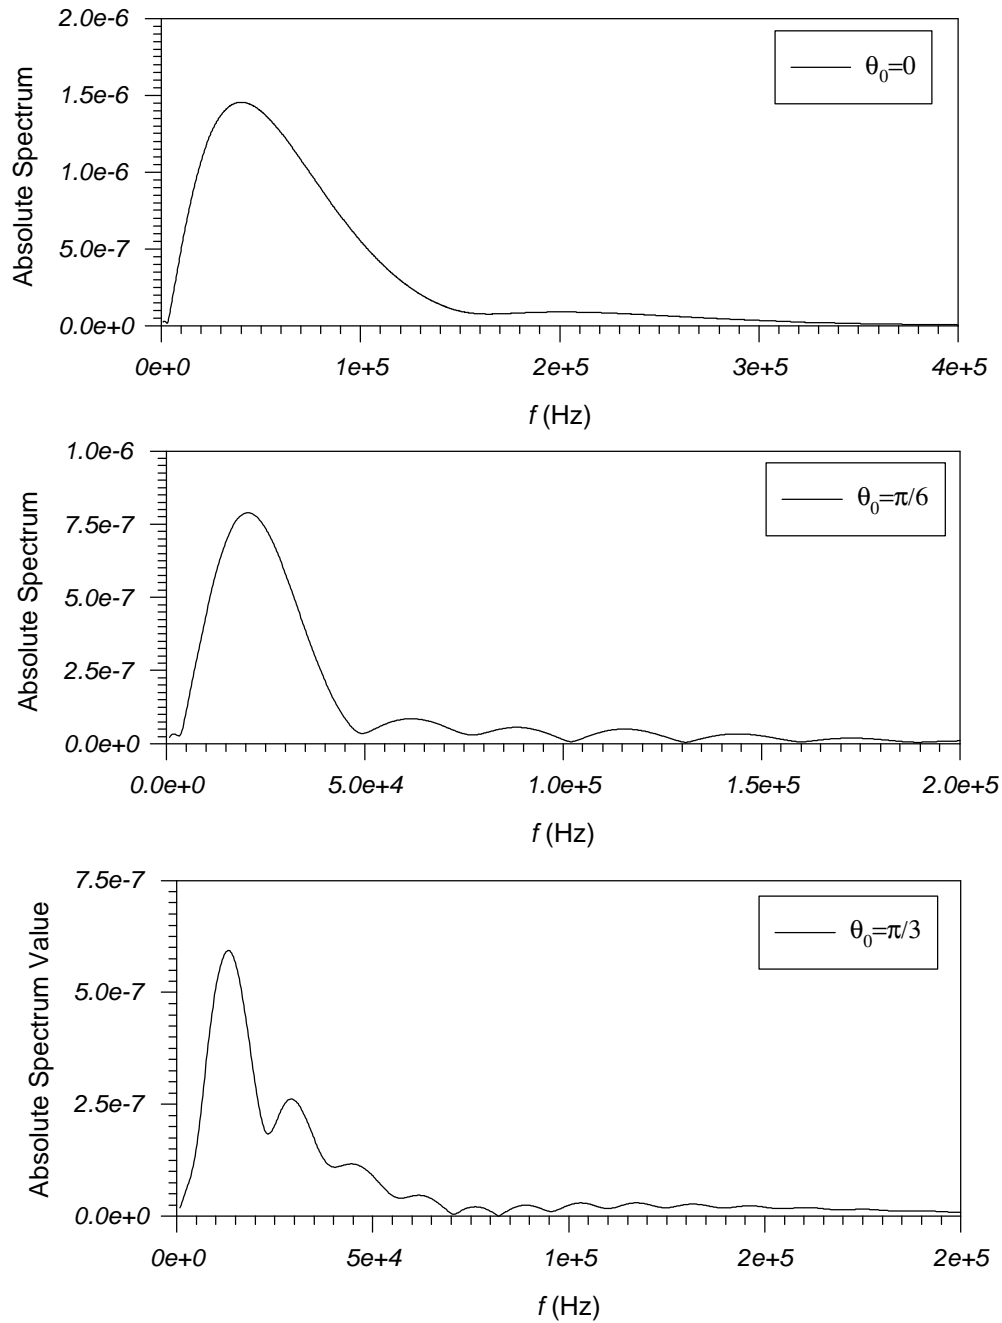 2.0e-6
1.5e-6
1.0e-6
5.0e-7
0.0e+0
Absolute Spectrum
θ0=0
0e+0 1e+5 2e+5 3e+5 4e+5
f (Hz)
1.0e-6
7.5e-7
5.0e-7
2.5e-7
0.0e+0
Absolute Spectrum
θ0=π/6
0.0e+0 5.0e+4 1.0e+5 1.5e+5 2.0e+5
f (Hz)
7.5e-7
5.0e-7
2.5e-7
0.0e+0
Absolute Spectrum Value
θ0=π/3
0e+0 5e+4 1e+5 2e+5 2e+5
f (Hz)